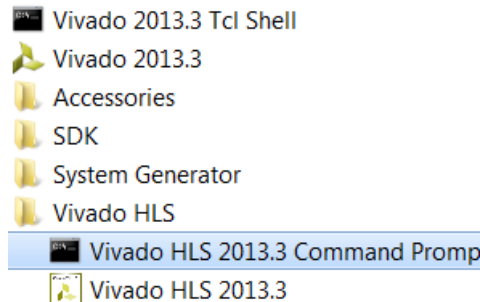 Vivado 2013.3 Tcl Shell
Vivado 2013.3
Accessories
SDK
System Generator
Vivado HLS
Vivado HLS 2013.3 Command Promp
Vivado HLS 2013.3